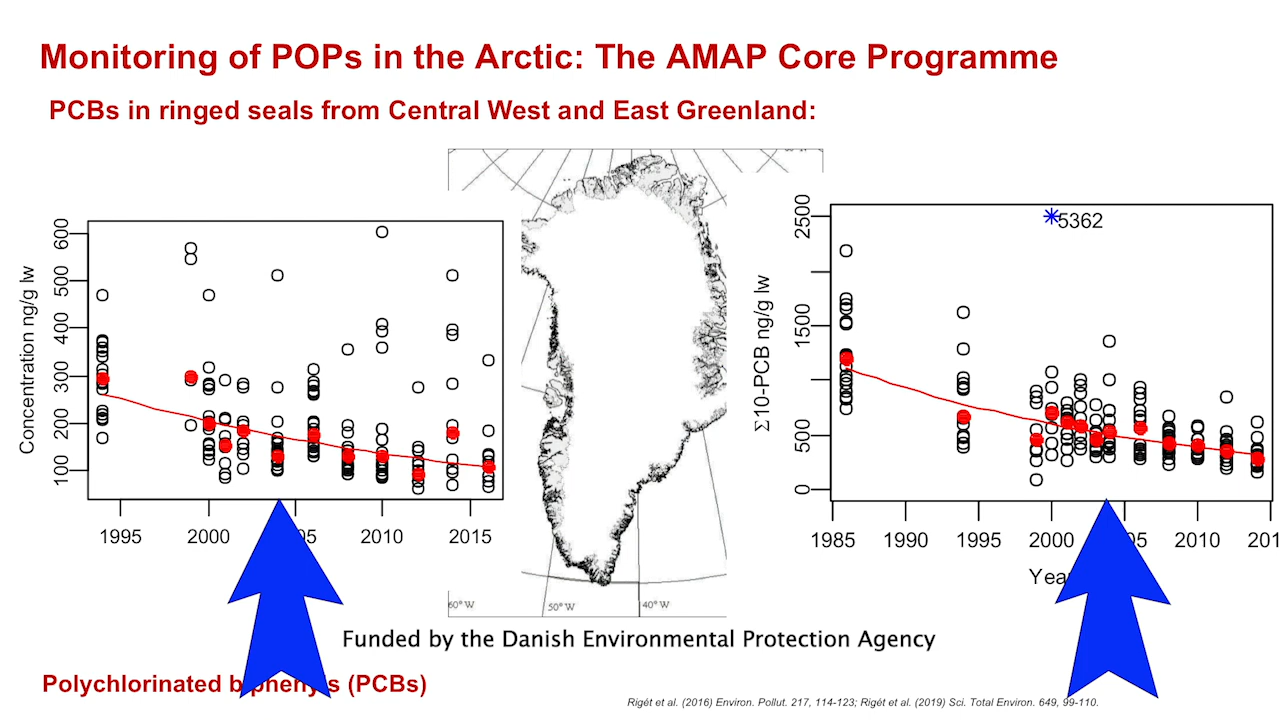 Monitoring of POPs in the Arctic: The AMAP Core Programme
PCBs in ringed seals from Central West and East Greenland:
Concentration ng/g lw
600
500
400
300
200
100
1995
2000
05
2010
2015
60° W
50° W
40° W
Σ10-PCB ng/g lw
2500
1500
500
0
5362
1985
1990
1995
2000
05
2010
201
Yea
Funded by the Danish Environmental Protection Agency
Polychlorinated biphenyls (PCBs)
Rigét et al. (2016) Environ. Pollut. 217, 114-123; Rigét et al. (2019) Sci. Total Environ. 649, 99-110.